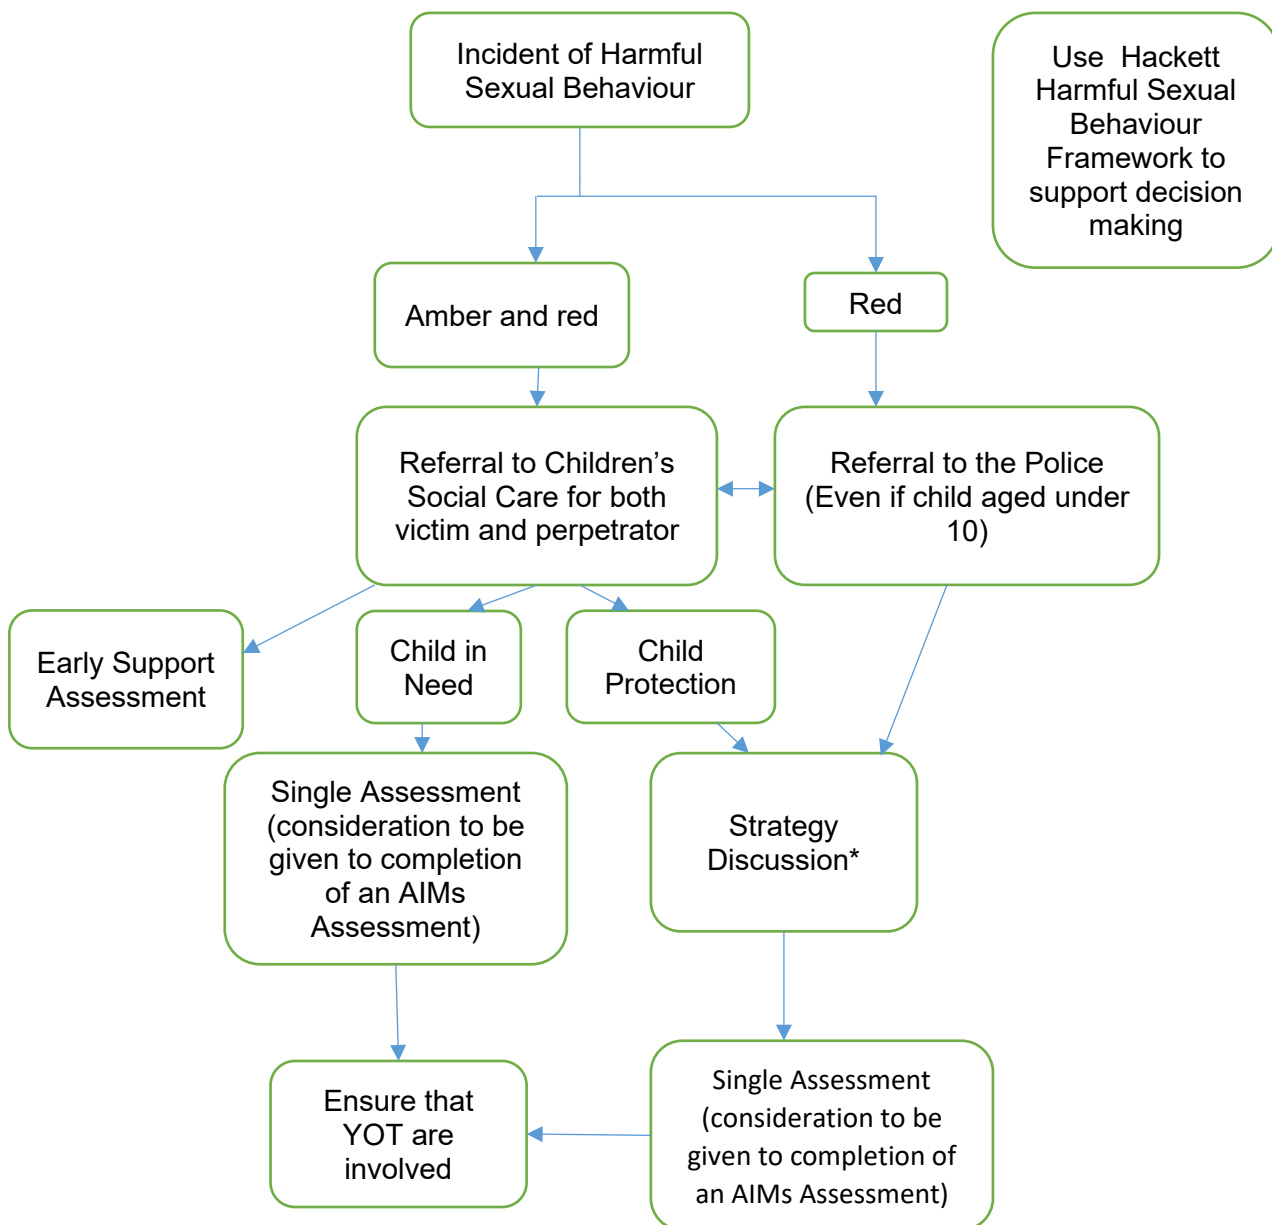 Incident of Harmful
Sexual Behaviour
Use Hackett
Harmful Sexual
Behaviour
Framework to
support decision
making
Amber and red
Red
Referral to Children’s
Social Care for both
victim and perpetrator
Referral to the Police
(Even if child aged under
10)
Early Support
Assessment
Child in
Need
Child
Protection
Single Assessment
(consideration to be
given to completion
of an AIMs
Assessment)
Strategy
Discussion*
Ensure that
YOT are
involved
Single Assessment
(consideration to be
given to completion of
an AIMs Assessment)